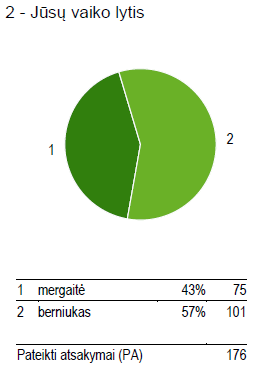 2 - Jūsų vaiko lytis
1
2
1 mergaitė 43% 75
2 berniukas 57% 101
Pateikti atsakymai (PA) 176